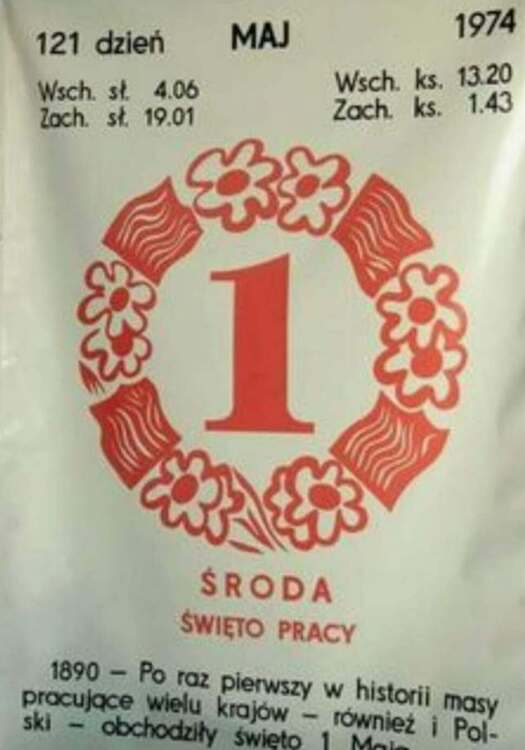 121 dzień MAJ 1974
Wsch. sł. 4.06 Wsch. ks. 13.20
Zach. sł. 19.01 Zach. ks. 1.43
1
ŚRODA
ŚWIĘTO PRACY
1890 – Po raz pierwszy w historii masy
pracujące wielu krajów – również i Pol-
ski – obchodziły święto 1 Maja